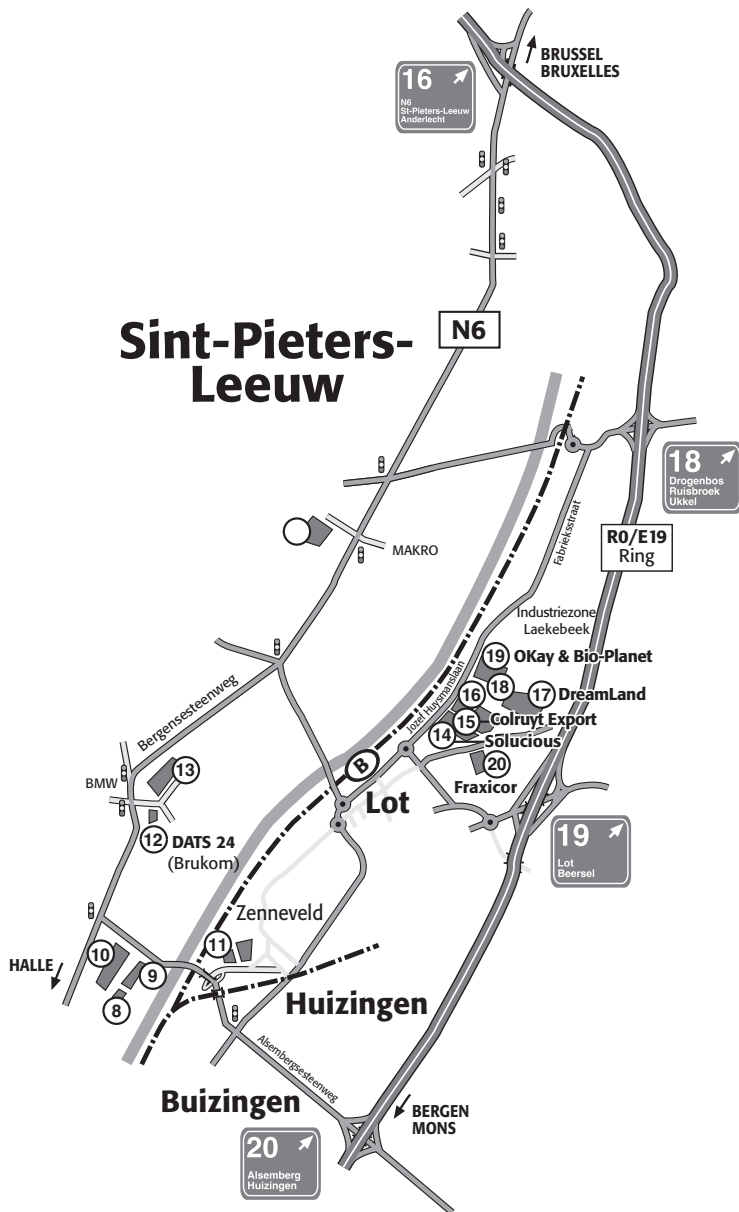 BRUSSEL
BRUXELLES
16
N6
St-Pieters-Leeuw
Anderlecht
N6
Sint-Pieters-
Leeuw
18
Drogenbos
Ruisbroek
Ukkel
Fabrieksstraat
R0/E19
Ring
MAKRO
Industriezone
Laekebeek
19 OKay & Bio-Planet
Jozef Huysmanslaan
16
18
17 DreamLand
15 Colruyt Export
14 Solucious
20
Fraxicor
Bergensesteenweg
BMW
13
B
Lot
12 DATS 24
(Brukom)
19
Lot
Beersel
Zenneveld
11
10
9
8
HALLE
Huizingen
Alsembergsesteenweg
Buizingen
BERGEN
MONS
20
Alsemberg
Huizingen